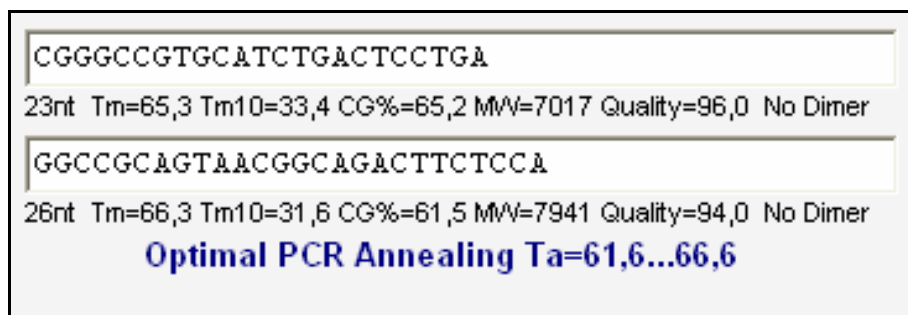 CGGGCCGTGCATCTGACTCCTGA
23nt Tm=65,3 Tm10=33,4 CG%=65,2 MW=7017 Quality=96,0 No Dimer
GGCCGCAGTAACGGCAGACTTCTCCA
26nt Tm=66,3 Tm10=31,6 CG%=61,5 MW=7941 Quality=94,0 No Dimer
Optimal PCR Annealing Ta=61,6...66,6